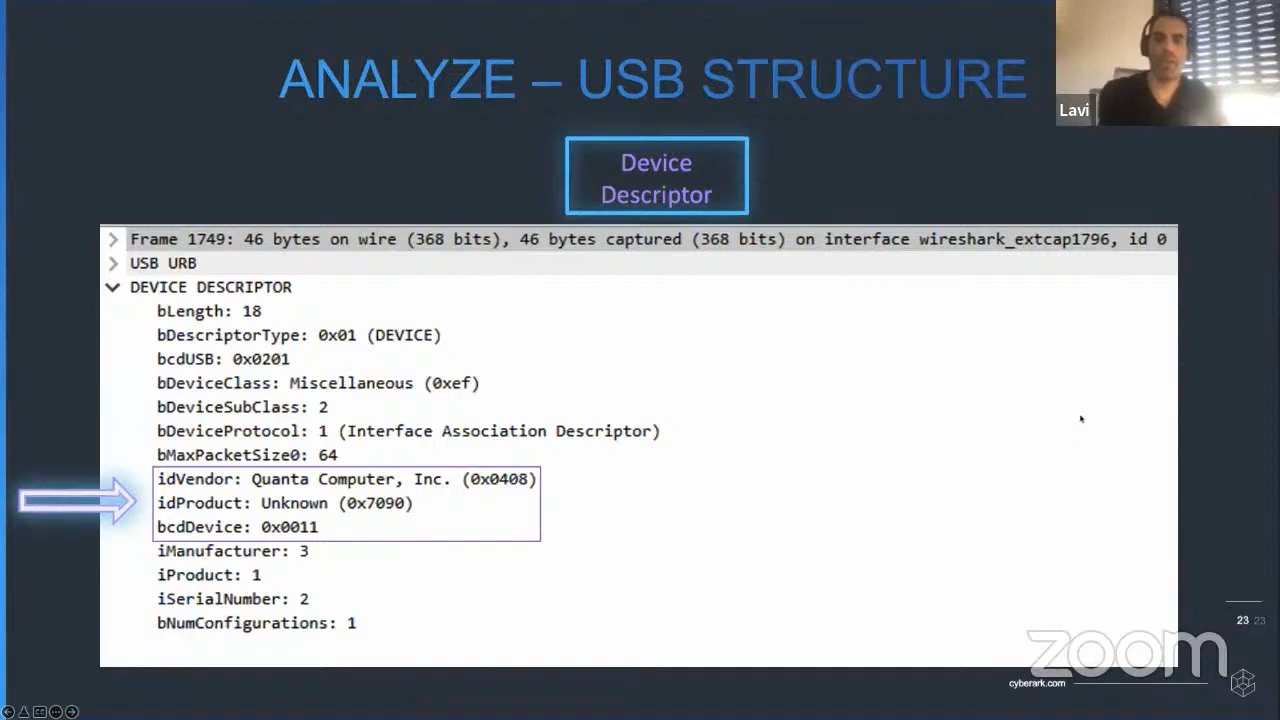 ANALYZE – USB STRUCTURE
Lavi
Device
Descriptor
Frame 1749: 46 bytes on wire (368 bits), 46 bytes captured (368 bits) on interface wireshark_extcap1796, id 0
USB URB
DEVICE DESCRIPTOR
bLength: 18
bDescriptorType: 0x01 (DEVICE)
bcdUSB: 0x0201
bDeviceClass: Miscellaneous (0xef)
bDeviceSubClass: 2
bDeviceProtocol: 1 (Interface Association Descriptor)
bMaxPacketSize0: 64
idVendor: Quanta Computer, Inc. (0x0408)
idProduct: Unknown (0x7090)
bcdDevice: 0x0011
iManufacturer: 3
iProduct: 1
iSerialNumber: 2
bNumConfigurations: 1
23 23
zoom
cyberark.com